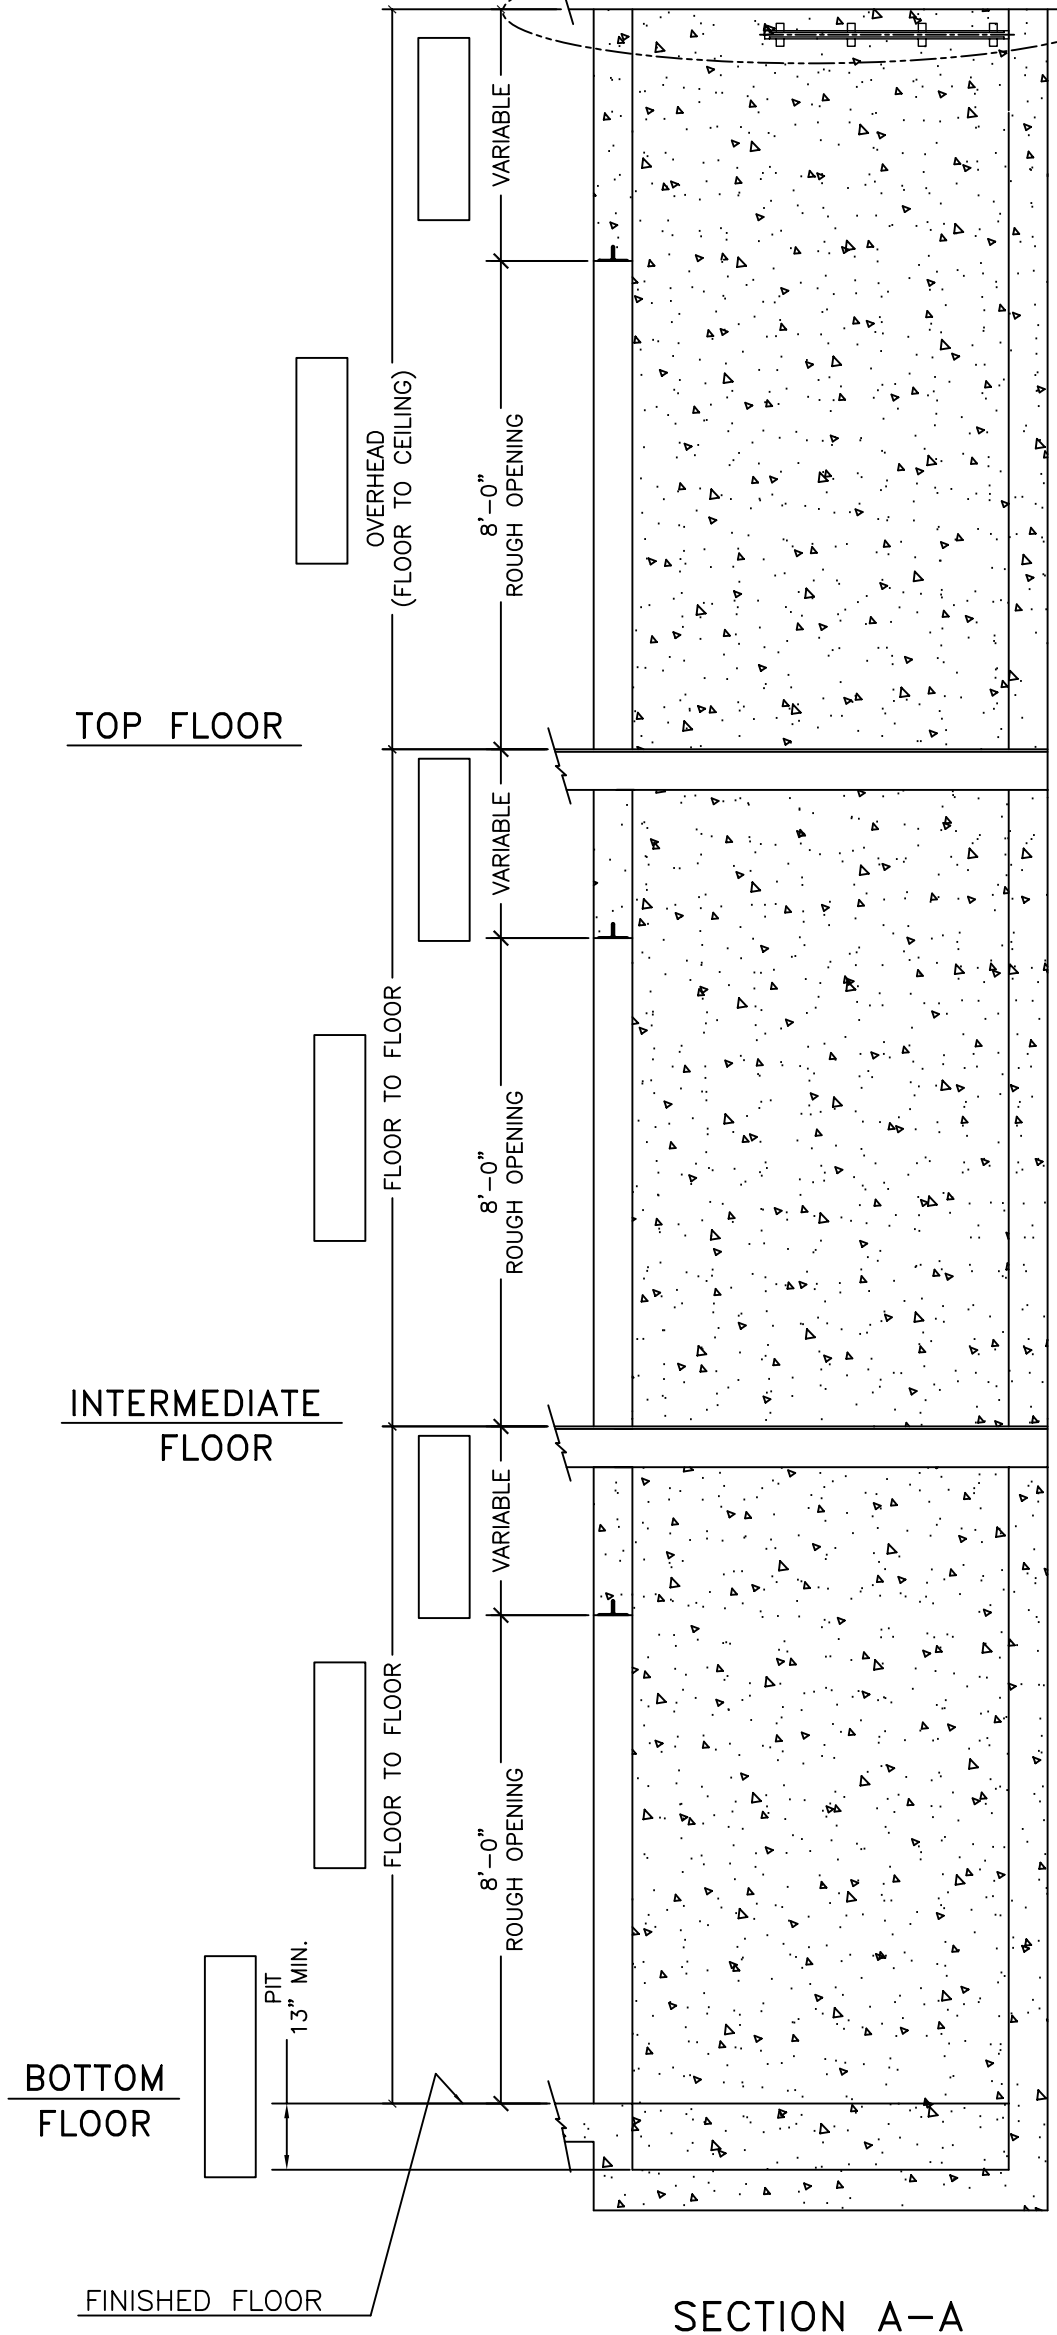 VARIABLE
OVERHEAD
(FLOOR TO CEILING)
8'-0"
ROUGH OPENING
TOP FLOOR
VARIABLE
FLOOR TO FLOOR
8'-0"
ROUGH OPENING
INTERMEDIATE
FLOOR
VARIABLE
FLOOR TO FLOOR
8'-0"
ROUGH OPENING
PIT
13" MIN.
BOTTOM
FLOOR
FINISHED FLOOR
SECTION A-A